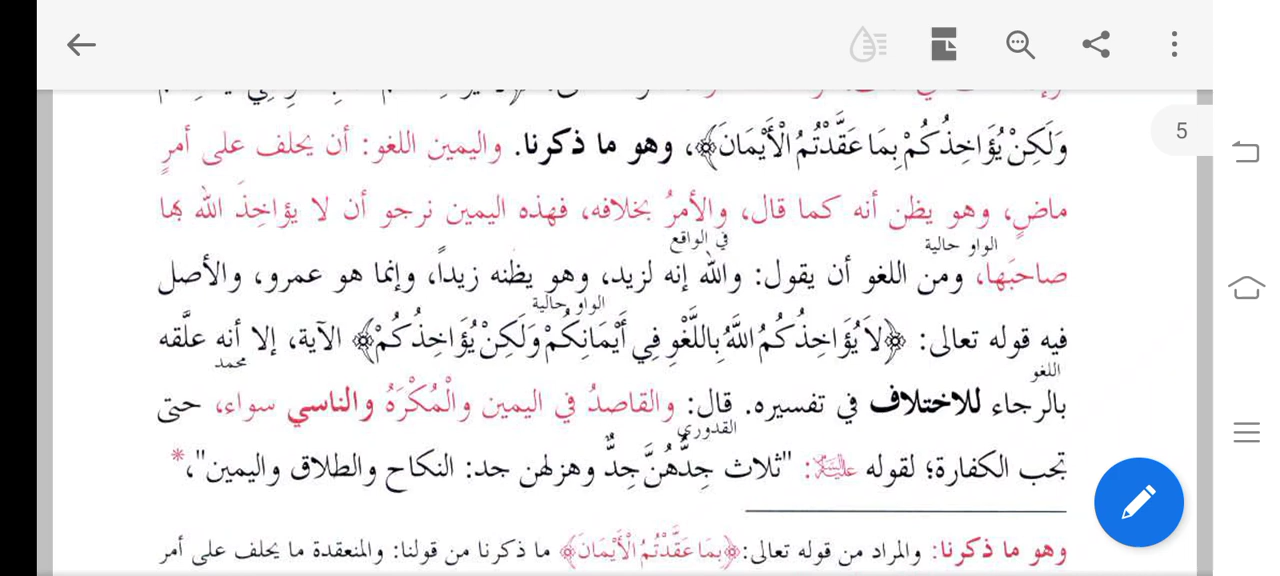 5
وَلَكِنْ يُؤَاخِذُكُمْ بِمَا عَقَّدْتُمُ الْأَيْمَانَ﴾، وهو ما ذكرنا. واليمين اللغو: أن يحلف على أمرٍ
ماضٍ، وهو يظن أنه كما قال، والأمرُ بخلافه، فهذه اليمين نرجو أن لا يؤاخِذَ الله بها
الواو حالية في الواقع
صاحبَها، ومن اللغو أن يقول: والله إنه لزيد، وهو يظنه زيداً، وإنما هو عمرو، والأصل
الواو حالية
فيه قوله تعالى: ﴿لاَ يُؤَاخِذُكُمُ اللَّهُ بِاللَّغْوِ فِي أَيْمَانِكُمْ وَلَكِنْ يُؤَاخِذُكُمْ﴾ الآية، إلا أنه علَّقه
اللغو محمد
بالرجاء للاختلاف في تفسيره. قال: والقاصدُ في اليمين والْمُكْرَهُ والناسي سواء، حتى
القدوري
تجب الكفارة؛ لقوله عليه السلام: "ثلاث جِدُّهُنَّ جِدٌّ وهزلهن جد: النكاح والطلاق واليمين"،*
وهو ما ذكرنا: والمراد من قوله تعالى: ﴿بِمَا عَقَّدْتُمُ الْأَيْمَانَ﴾ ما ذكرنا من قولنا: والمنعقدة ما يحلف على أمر